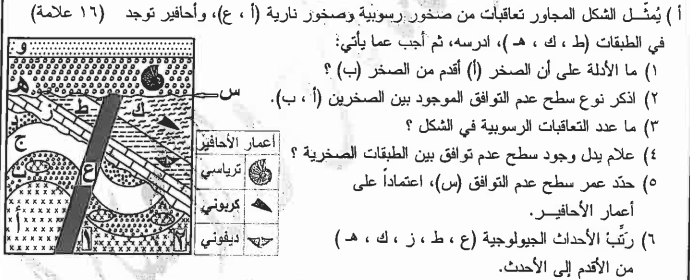 أ ) يُمثّل الشكل المجاور تعاقبات من صخور رسوبية وصخور نارية (أ ، ع)، وأحافير توجد (١٦ علامة)
في الطبقات (ط ، ك ، هـ )، ادرسه، ثم أجب عما يأتي:
١) ما الأدلة على أن الصخر (أ) أقدم من الصخر (ب) ؟
٢) اذكر نوع سطح عدم التوافق الموجود بين الصخرين (أ ، ب).
٣) ما عدد التعاقبات الرسوبية في الشكل ؟
٤) علام يدل وجود سطح عدم توافق بين الطبقات الصخرية ؟
٥) حدّد عمر سطح عدم التوافق (س)، اعتماداً على
أعمار الأحافيـــر.
٦) رتّبْ الأحداث الجيولوجية (ع ، ط ، ز ، ك ، هـ )
من الأقدم إلى الأحدث.
و
هـ
ط
ك
س
د
ج
ب
ع
أ
أ
أعمار الأحافير
ترياسي
كربوني
ديفوني